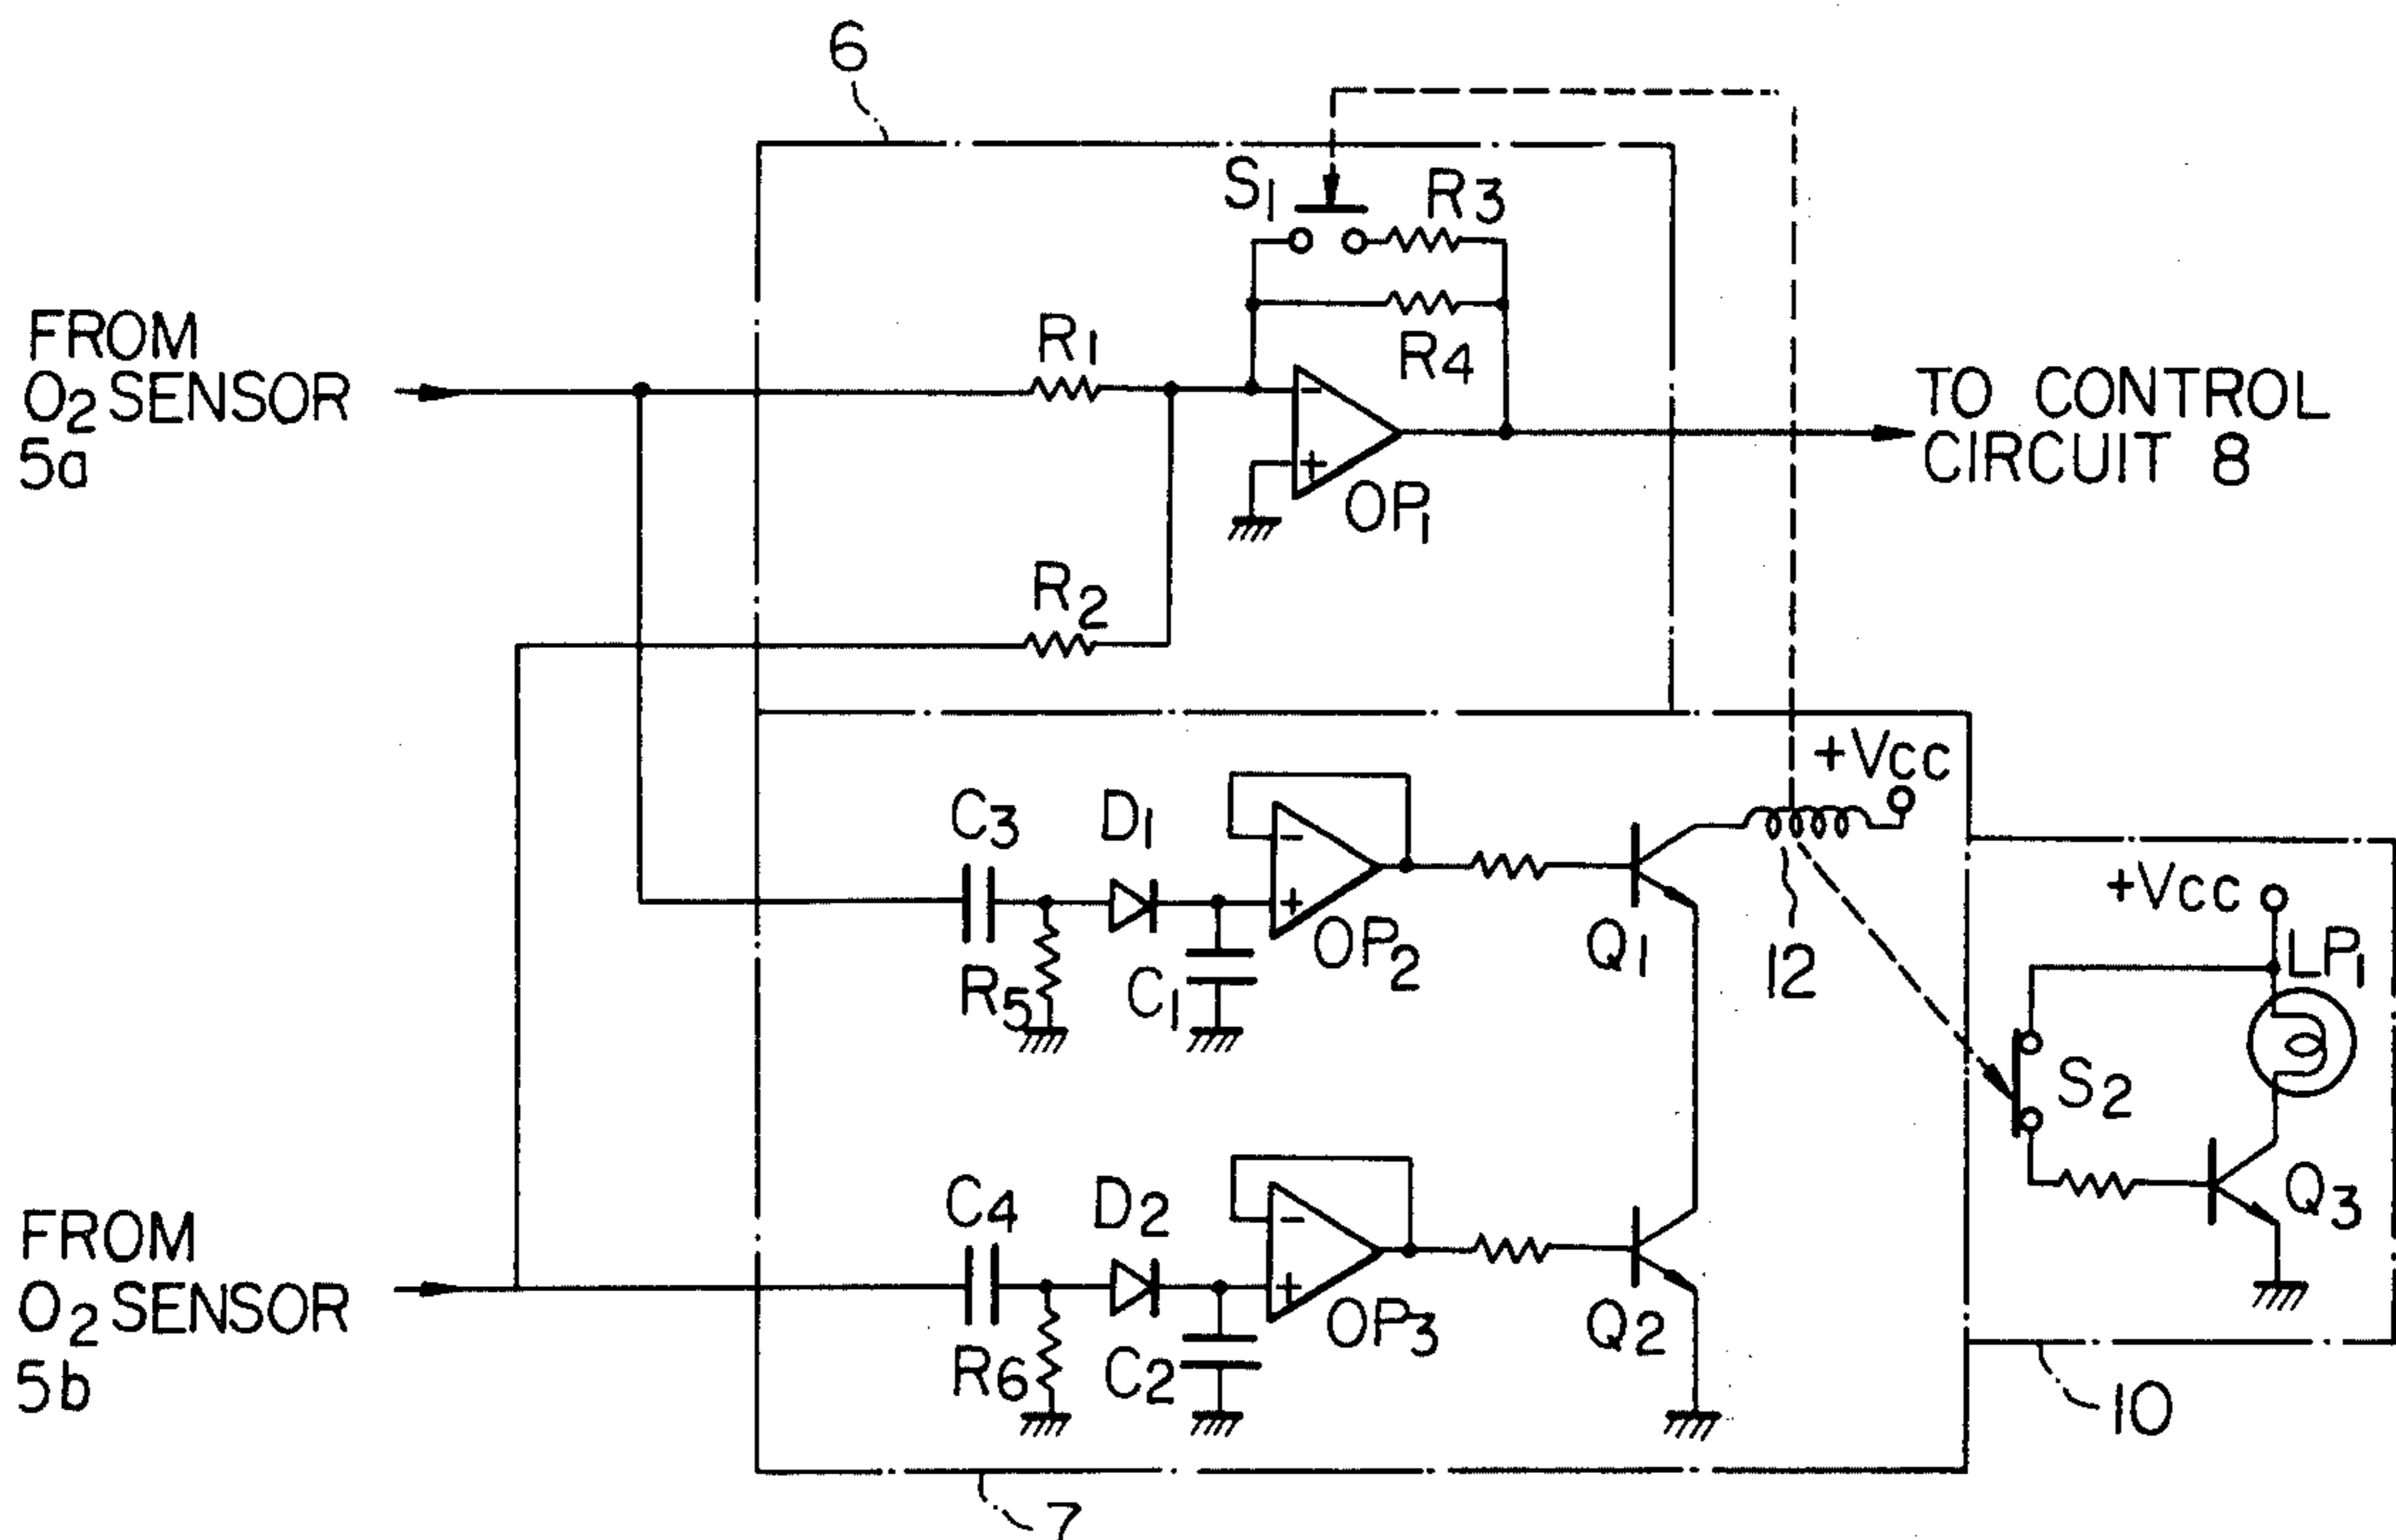 6
S1
R3
FROM
O2 SENSOR
5a
R1
R4
TO CONTROL
CIRCUIT 8
-
+
OP1
R2
+Vcc
C3
D1
-
+
OP2
R5
C1
Q1
12
+Vcc
LP1
S2
Q3
C4
D2
-
+
OP3
R6
C2
Q2
FROM
O2 SENSOR
5b
10
7